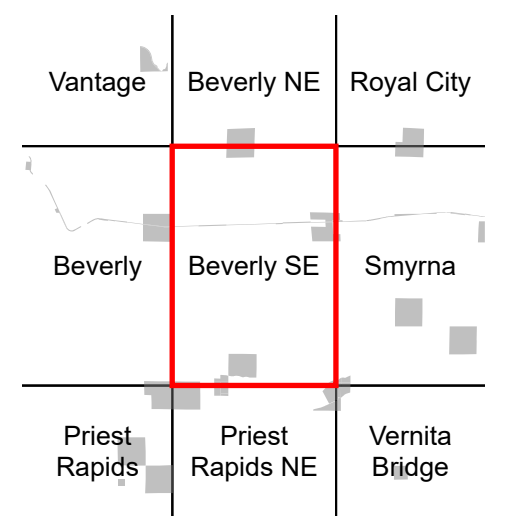 Vantage Beverly NE Royal City
Beverly Beverly SE Smyrna
Priest Rapids
Priest Rapids NE
Vernita Bridge